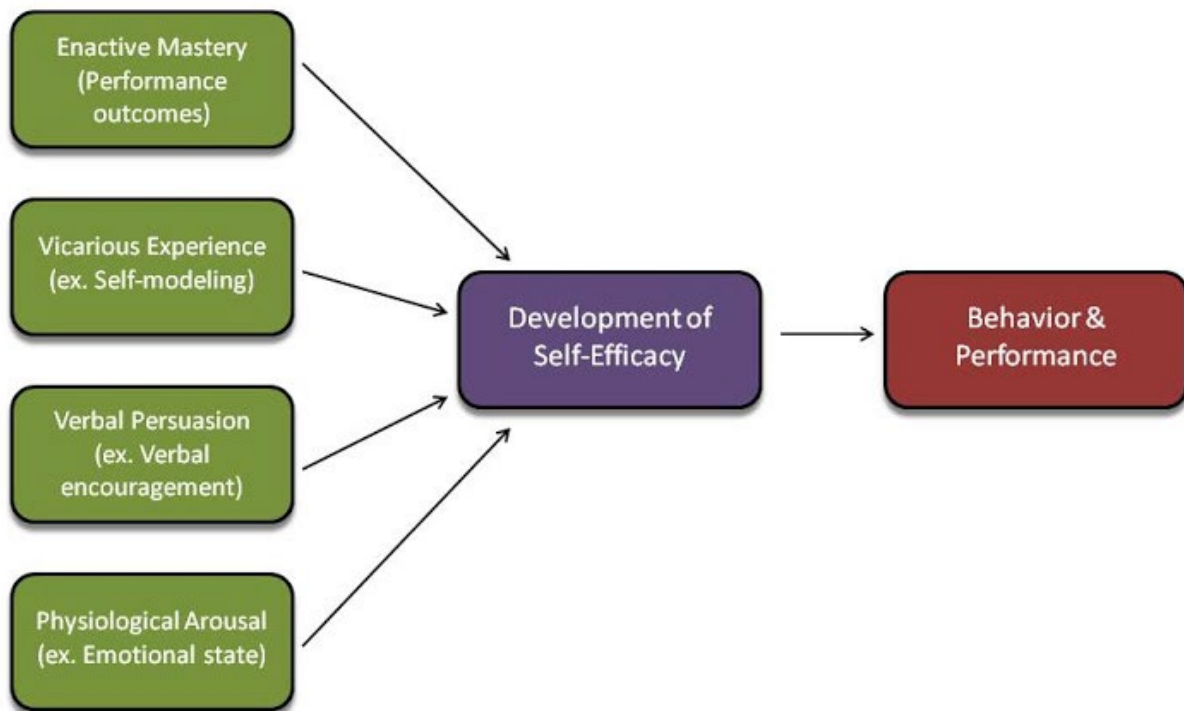 Enactive Mastery
(Performance
outcomes)
Vicarious Experience
(ex. Self-modeling)
Verbal Persuasion
(ex. Verbal
encouragement)
Physiological Arousal
(ex. Emotional state)
Development of
Self-Efficacy
Behavior &
Performance